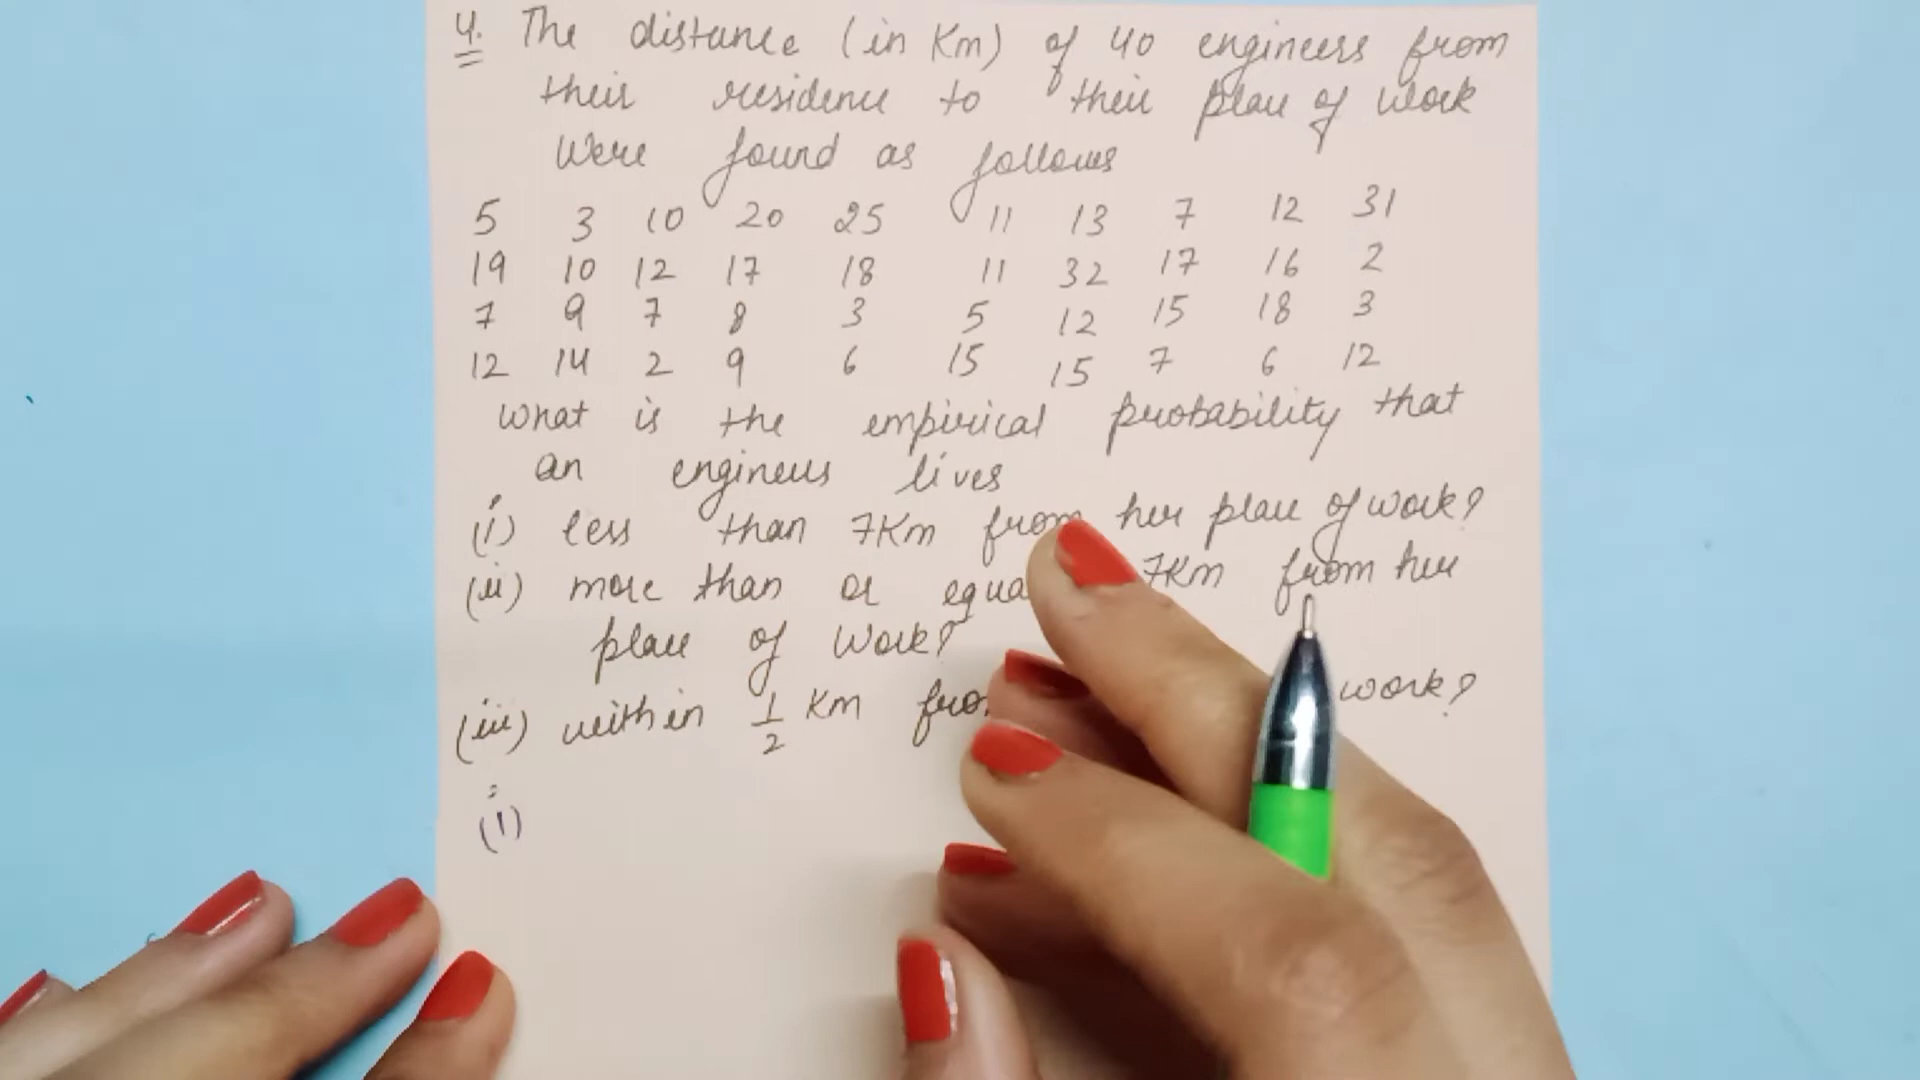 4. The distance (in Km) of 40 engineers from
their residence to their place of work
were found as follows
5 3 10 20 25 11 13 7 12 31
19 10 12 17 18 11 32 17 16 2
7 9 7 8 3 5 12 15 18 3
12 14 2 9 6 15 15 7 6 12
What is the empirical probability that
an engineers lives
(i) less than 7Km from her place of work?
(ii) more than or equa 7Km from her
place of Work?
(iii) within 1/2 Km work?
(i)